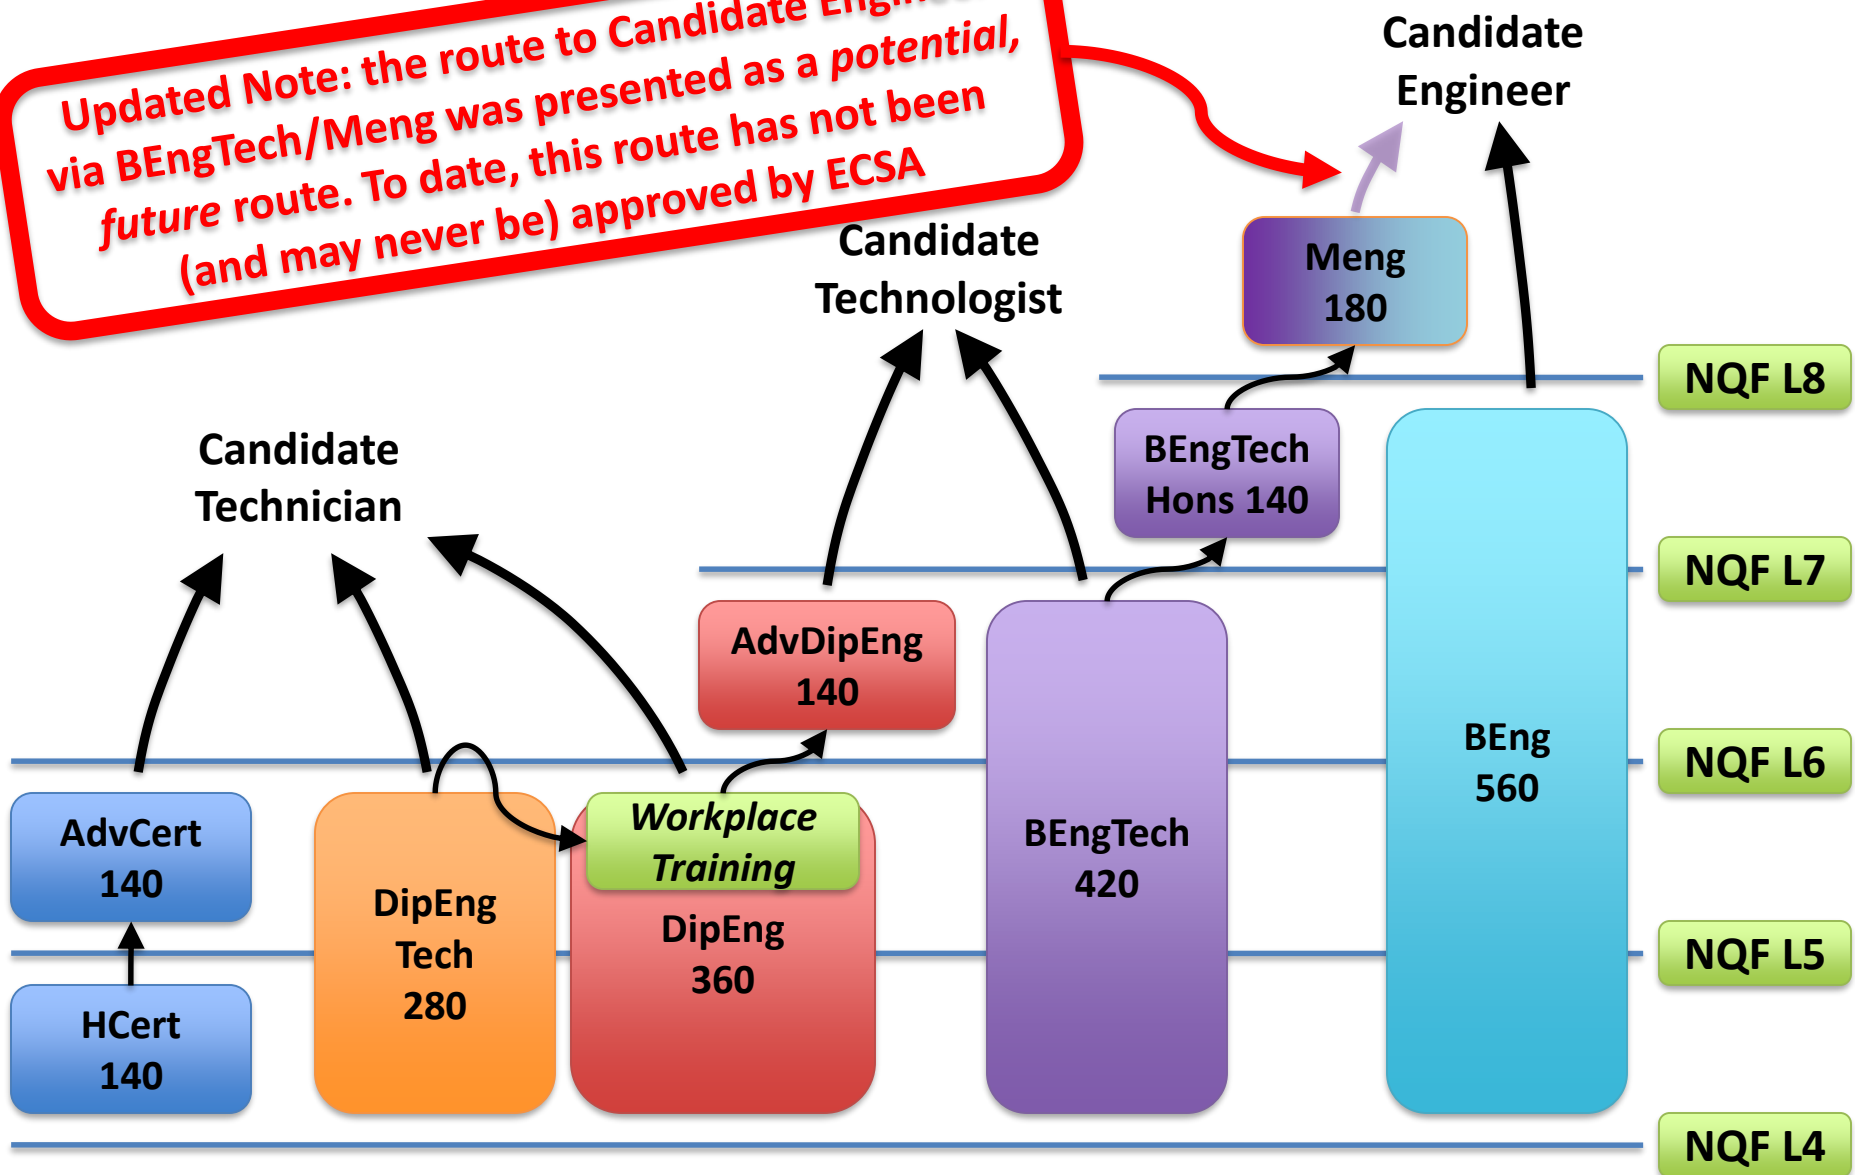 Updated Note: the route to Candidate
via BEngTech/Meng was presented as a potential,
future route. To date, this route has not been
(and may never be) approved by ECSA
Candidate
Engineer
Meng
180
Candidate
Technologist
NQF L8
BEngTech
Hons 140
Candidate
Technician
NQF L7
AdvDipEng
140
BEng
560
NQF L6
Workplace
Training
AdvCert
140
BEngTech
420
DipEng
Tech
280
DipEng
360
NQF L5
HCert
140
NQF L4